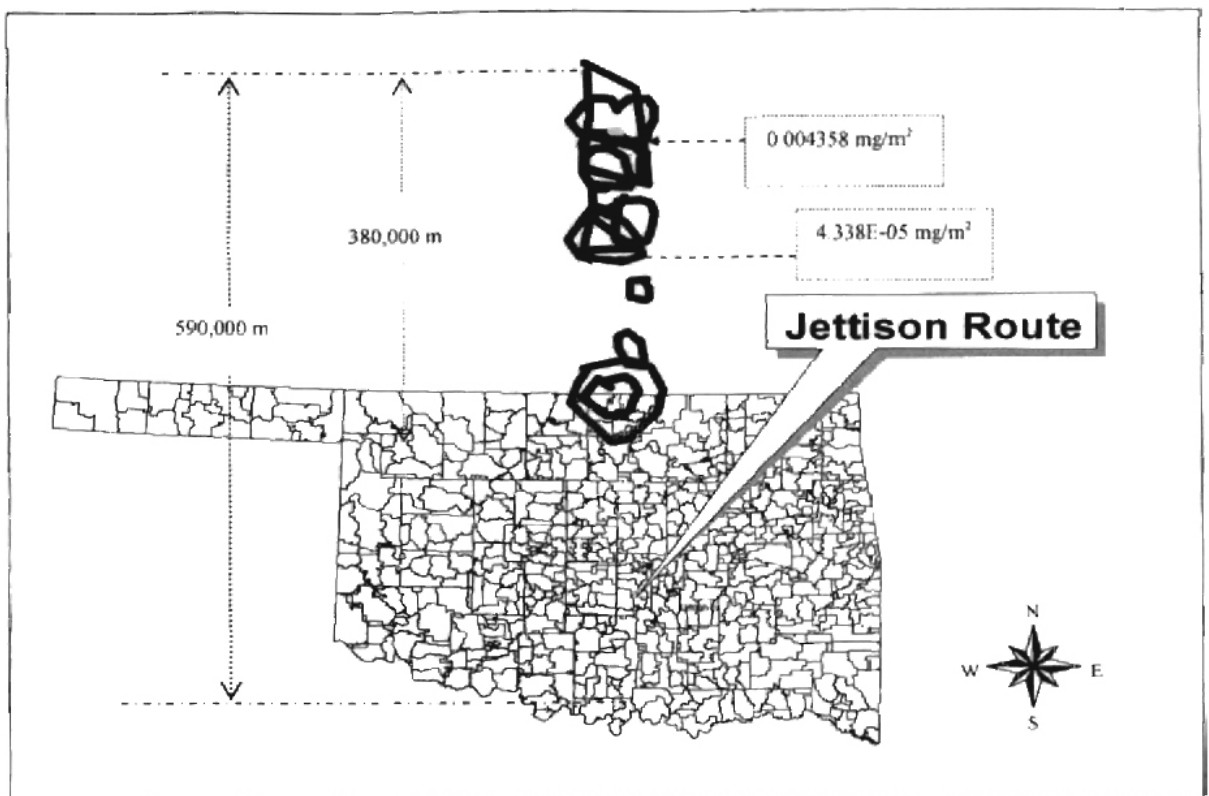 0.004358 mg/m²
380,000 m
4.338E-05 mg/m²
590,000 m
Jettison Route
N
W E
S